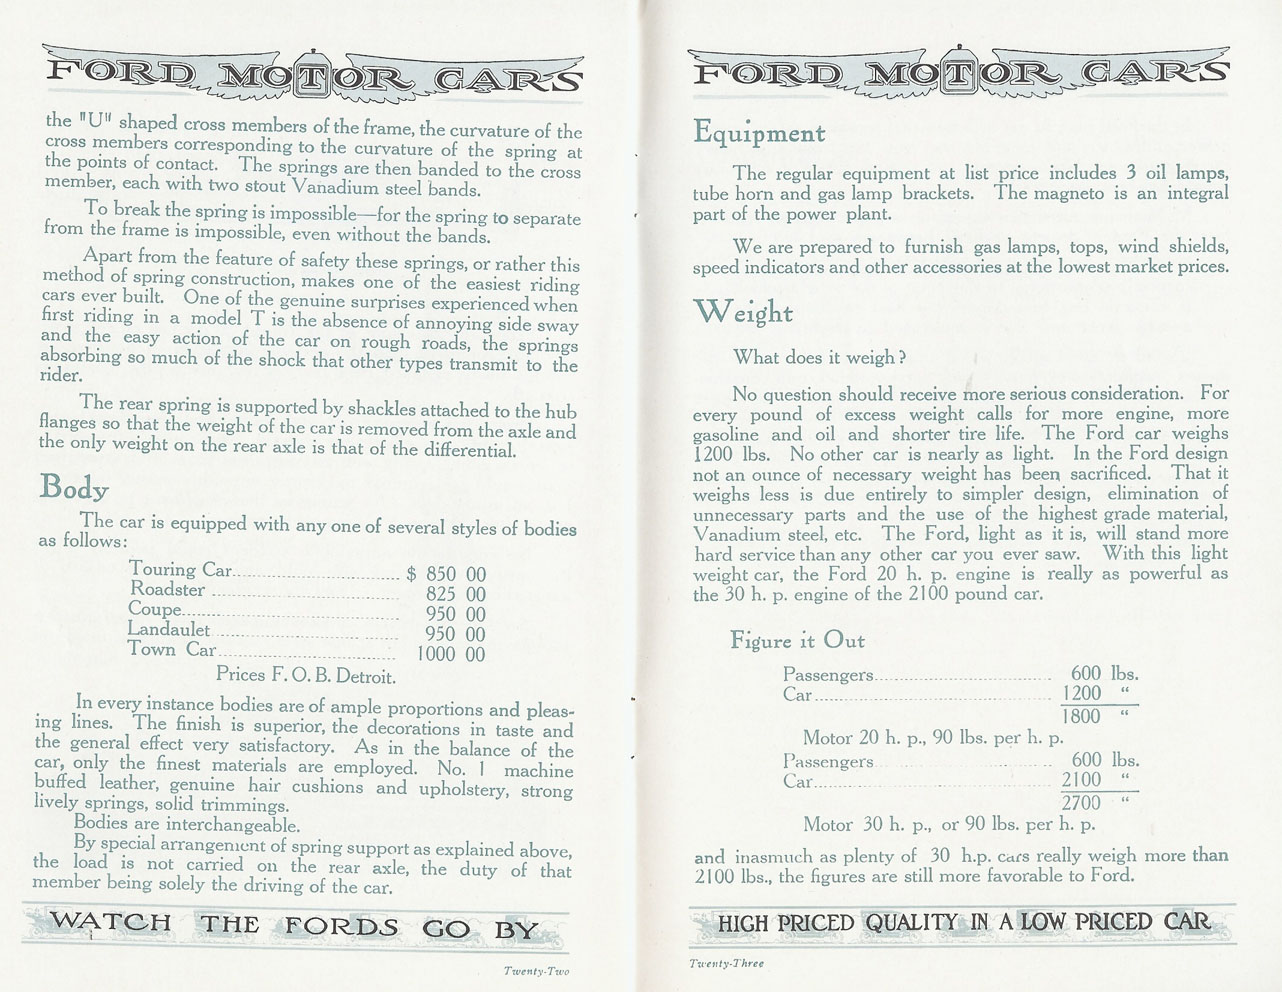 FORD MOTOR CARS
the "U" shaped cross members of the frame, the curvature of the
cross members corresponding to the curvature of the spring at
the points of contact. The springs are then banded to the cross
member, each with two stout Vanadium steel bands.
To break the spring is impossible—for the spring to separate
from the frame is impossible, even without the bands.
Apart from the feature of safety these springs, or rather this
method of spring construction, makes one of the easiest riding
cars ever built. One of the genuine surprises experienced when
first riding in a model T is the absence of annoying side sway
and the easy action of the car on rough roads, the springs
absorbing so much of the shock that other types transmit to the
rider.
The rear spring is supported by shackles attached to the hub
flanges so that the weight of the car is removed from the axle and
the only weight on the rear axle is that of the differential.
Body
The car is equipped with any one of several styles of bodies
as follows:
Touring Car........................................ $ 850 00
Roadster ........................................ 825 00
Coupe........................................ 950 00
Landaulet ........................................ 950 00
Town Car........................................ 1000 00
Prices F. O. B. Detroit.
In every instance bodies are of ample proportions and pleas-
ing lines. The finish is superior, the decorations in taste and
the general effect very satisfactory. As in the balance of the
car, only the finest materials are employed. No. 1 machine
buffed leather, genuine hair cushions and upholstery, strong
lively springs, solid trimmings.
Bodies are interchangeable.
By special arrangement of spring support as explained above,
the load is not carried on the rear axle, the duty of that
member being solely the driving of the car.
WATCH THE FORDS GO BY
Twenty-Two
FORD MOTOR CARS
Equipment
The regular equipment at list price includes 3 oil lamps,
tube horn and gas lamp brackets. The magneto is an integral
part of the power plant.
We are prepared to furnish gas lamps, tops, wind shields,
speed indicators and other accessories at the lowest market prices.
Weight
What does it weigh?
No question should receive more serious consideration. For
every pound of excess weight calls for more engine, more
gasoline and oil and shorter tire life. The Ford car weighs
1200 lbs. No other car is nearly as light. In the Ford design
not an ounce of necessary weight has been sacrificed. That it
weighs less is due entirely to simpler design, elimination of
unnecessary parts and the use of the highest grade material,
Vanadium steel, etc. The Ford, light as it is, will stand more
hard service than any other car you ever saw. With this light
weight car, the Ford 20 h. p. engine is really as powerful as
the 30 h. p. engine of the 2100 pound car.
Figure it Out
Passengers........................................ 600 lbs.
Car........................................ 1200 "
1800 "
Motor 20 h. p., 90 lbs. per h. p.
Passengers........................................ 600 lbs.
Car........................................ 2100 "
2700 "
Motor 30 h. p., or 90 lbs. per h. p.
and inasmuch as plenty of 30 h.p. cars really weigh more than
2100 lbs., the figures are still more favorable to Ford.
HIGH PRICED QUALITY IN A LOW PRICED CAR
Twenty-Three